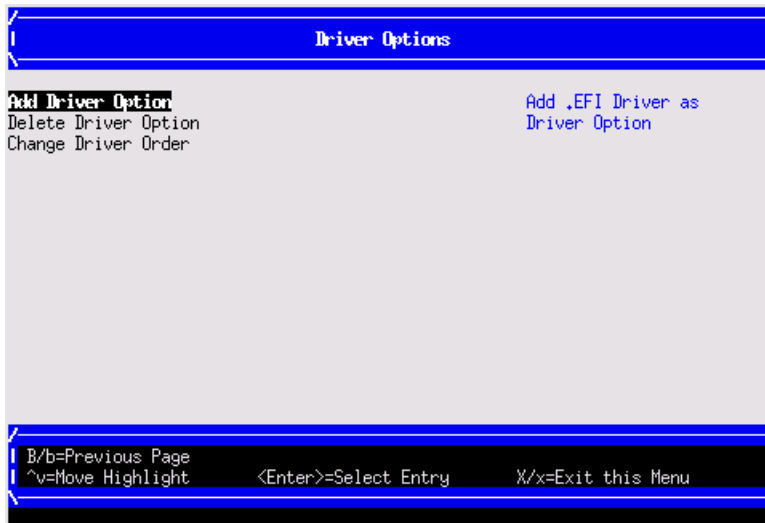 Driver Options
Add Driver Option
Delete Driver Option
Change Driver Order
Add .EFI Driver as
Driver Option
B/b=Previous Page
^v=Move Highlight <Enter>=Select Entry X/x=Exit this Menu